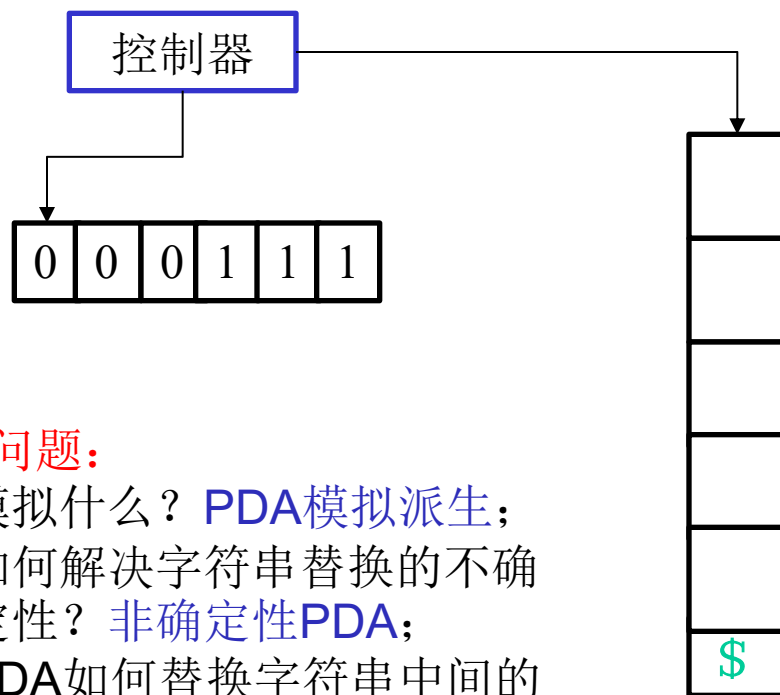 控制器
0 0 0 1 1 1
问题：
模拟什么？PDA模拟派生；
如何解决字符串替换的不确
定性？非确定性PDA；
PDA如何替换字符串中间的
$